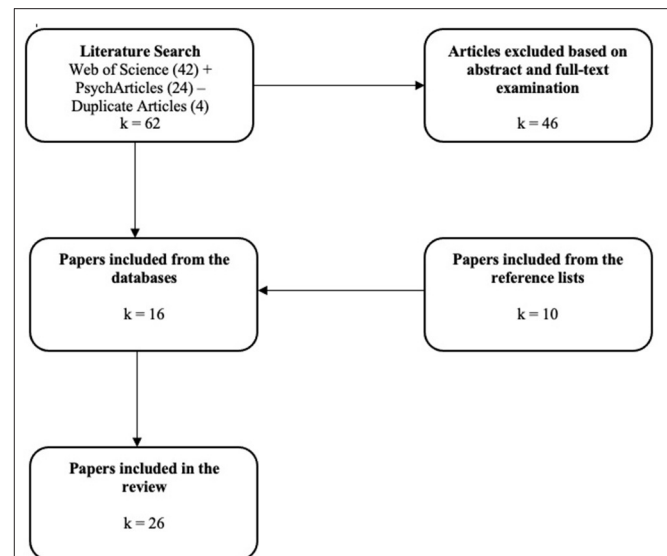 Literature Search
Web of Science (42) +
PsychArticles (24) –
Duplicate Articles (4)
k = 62
Articles excluded based on
abstract and full-text
examination
k = 46
Papers included from the
databases
k = 16
Papers included from the
reference lists
k = 10
Papers included in the
review
k = 26